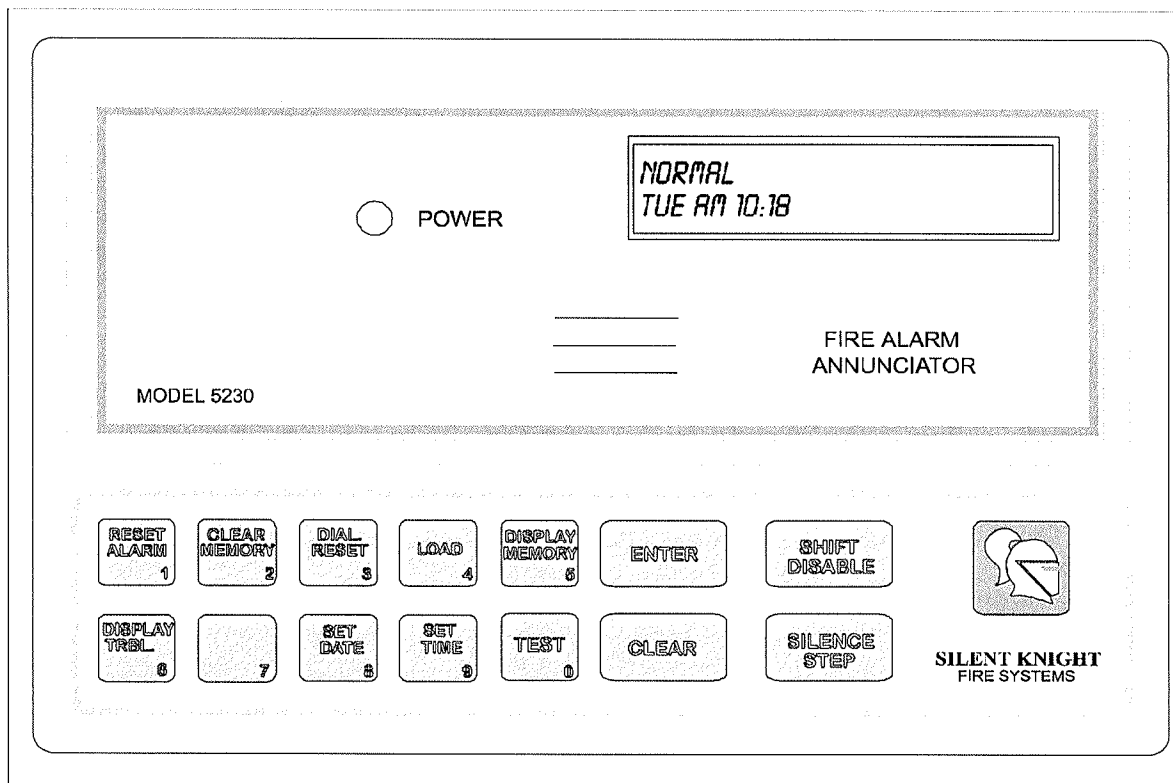 NORMAL
TUE AM 10:18
POWER
FIRE ALARM
ANNUNCIATOR
MODEL 5230
RESET
ALARM
1
CLEAR
MEMORY
2
DIAL.
RESET
3
LOAD
4
DISPLAY
MEMORY
5
ENTER
SHIFT
DISABLE
DISPLAY
TRBL.
6
7
SET
DATE
8
SET
TIME
9
TEST
0
CLEAR
SILENCE
STEP
SILENT KNIGHT
FIRE SYSTEMS